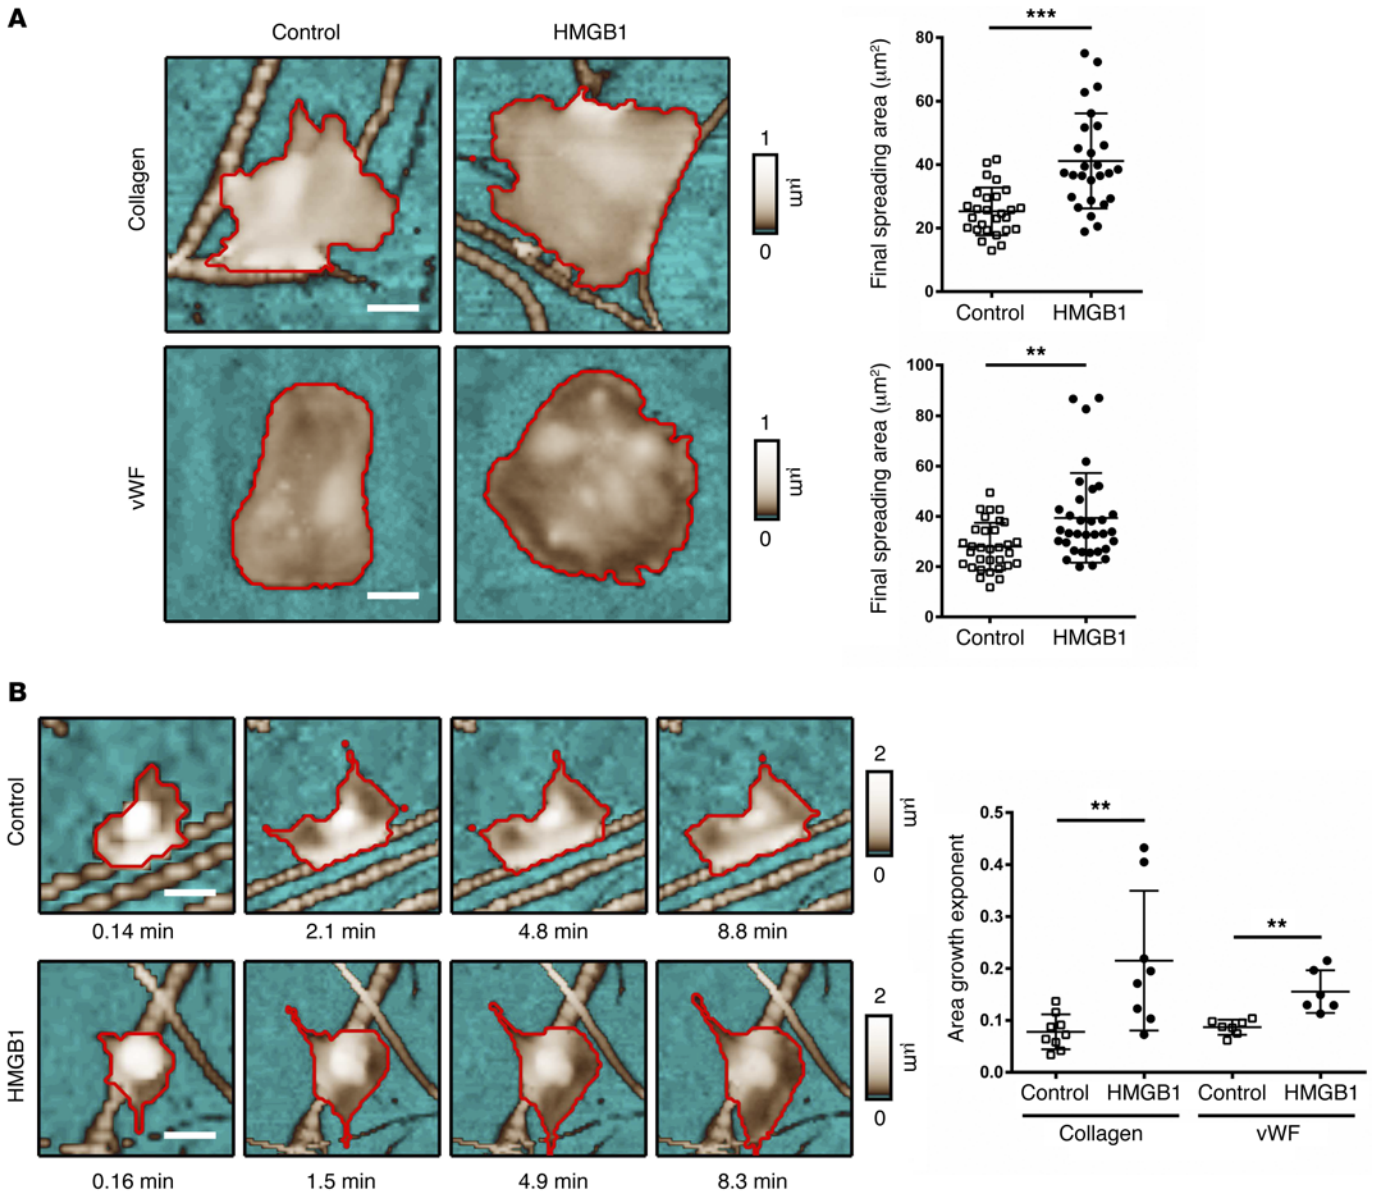 A
Control
HMGB1
Collagen
1
μm
0
vWF
1
μm
0
***
Final spreading area (μm²)
80
60
40
20
0
Control
HMGB1
**
Final spreading area (μm²)
100
80
60
40
20
0
Control
HMGB1
B
Control
2
μm
0
0.14 min
2.1 min
4.8 min
8.8 min
HMGB1
2
μm
0
0.16 min
1.5 min
4.9 min
8.3 min
Area growth exponent
0.5
0.4
0.3
0.2
0.1
0.0
**
**
Control
HMGB1
Control
HMGB1
Collagen
vWF